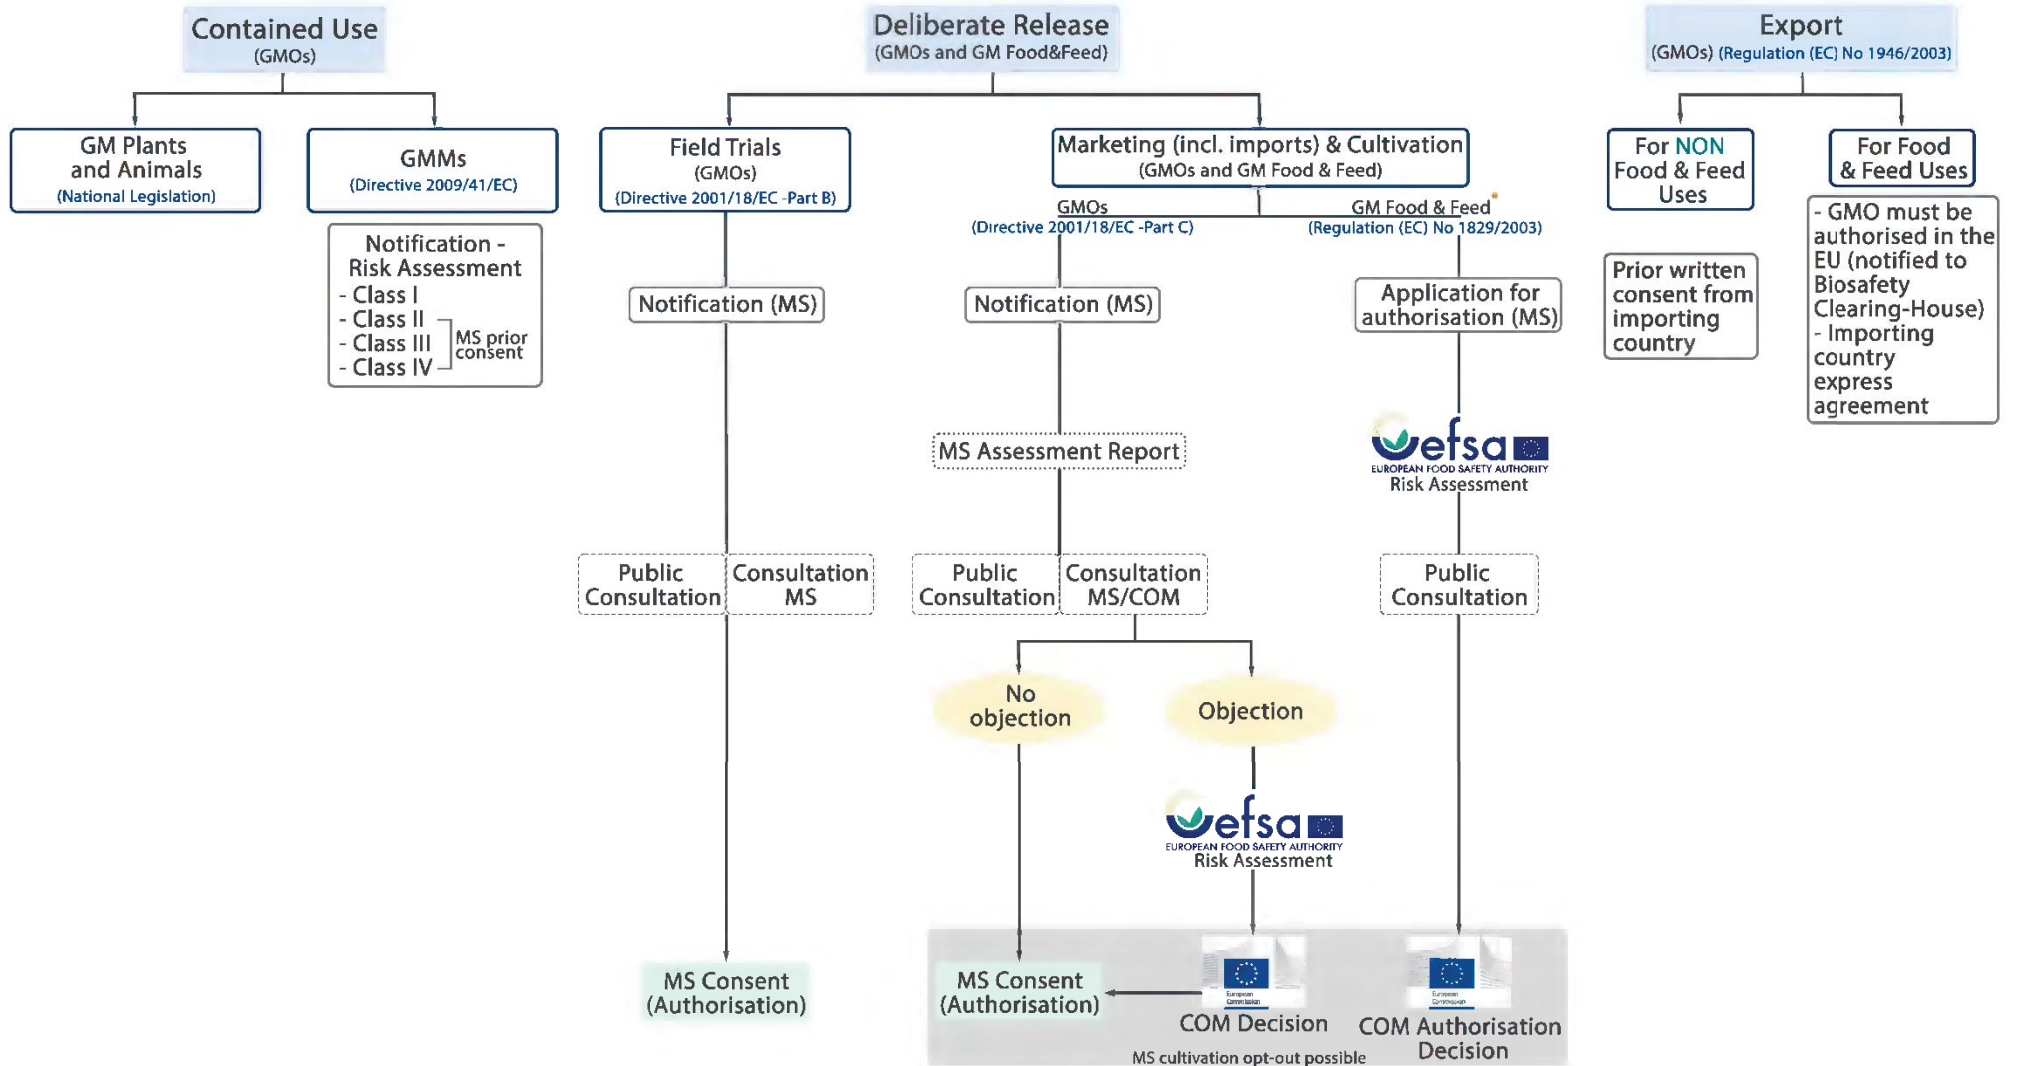 Contained Use
(GMOs)
GM Plants
and Animals
(National Legislation)
GMMs
(Directive 2009/41/EC)
Notification -
Risk Assessment
- Class I
- Class II
- Class III
- Class IV
MS prior
consent
Deliberate Release
(GMOs and GM Food&Feed)
Field Trials
(GMOs)
(Directive 2001/18/EC -Part B)
Notification (MS)
Public
Consultation
Consultation
MS
MS Consent
(Authorisation)
Marketing (incl. imports) & Cultivation
(GMOs and GM Food & Feed)
GMOs
(Directive 2001/18/EC -Part C)
Notification (MS)
MS Assessment Report
Public
Consultation
Consultation
MS/COM
No
objection
Objection
efsa
EUROPEAN FOOD SAFETY AUTHORITY
Risk Assessment
MS Consent
(Authorisation)
European
Commission
COM Decision
MS cultivation opt-out possible
GM Food & Feed*
(Regulation (EC) No 1829/2003)
Application for
authorisation (MS)
efsa
EUROPEAN FOOD SAFETY AUTHORITY
Risk Assessment
Public
Consultation
European
Commission
COM Authorisation
Decision
Export
(GMOs) (Regulation (EC) No 1946/2003)
For NON
Food & Feed
Uses
Prior written
consent from
importing
country
For Food
& Feed Uses
- GMO must be
authorised in the
EU (notified to
Biosafety
Clearing-House)
- Importing
country
express
agreement